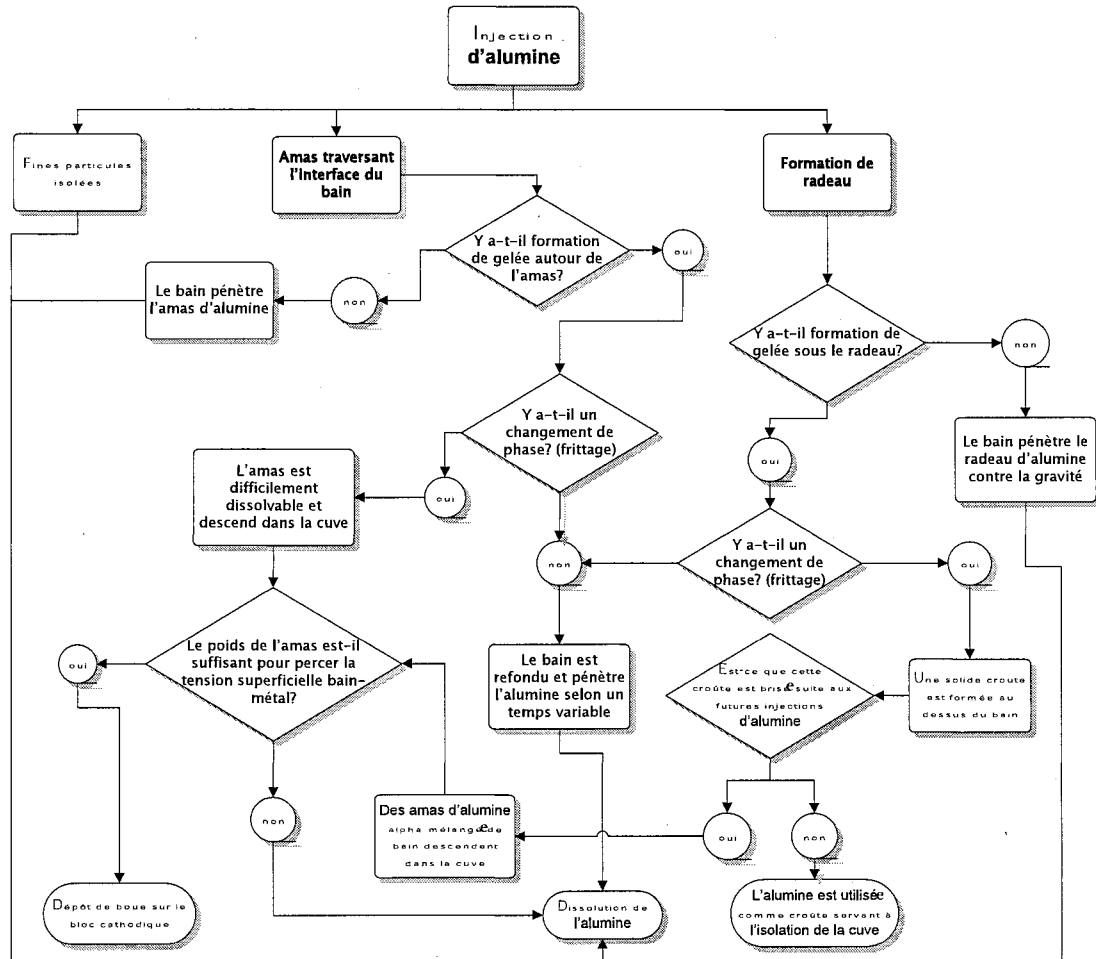 Injection
d'alumine
Fines particules
isolées
Amas traversant
l'interface du
bain
Formation de
radeau
Y a-t-il formation
de gelée autour de
l'amas?
oui
Le bain pénètre
l'amas d'alumine
non
Y a-t-il formation de
gelée sous le radeau?
non
Y a-t-il un
changement de
phase? (frittage)
Le bain pénètre le
radeau d'alumine
contre la gravité
L'amas est
difficilement
dissolvable et
descend dans la cuve
oui
oui
non
Y a-t-il un
changement de
phase? (frittage)
oui
Le poids de l'amas est-il
suffisant pour percer la
tension superficielle bain-
métal?
oui
Le bain est
refondu et pénètre
l'alumine selon un
temps variable
Est-ce que cette
croûte est brisée suite aux
futures injections
d'alumine
Une solide croute
est formée au
dessus du bain
non
Des amas d'alumine
alpha mélangée de
bain descendent
dans la cuve
oui
non
Dépôt de boue sur le
bloc cathodique
Dissolution de
l'alumine
L'alumine est utilisée
comme croûte servant à
l'isolation de la cuve